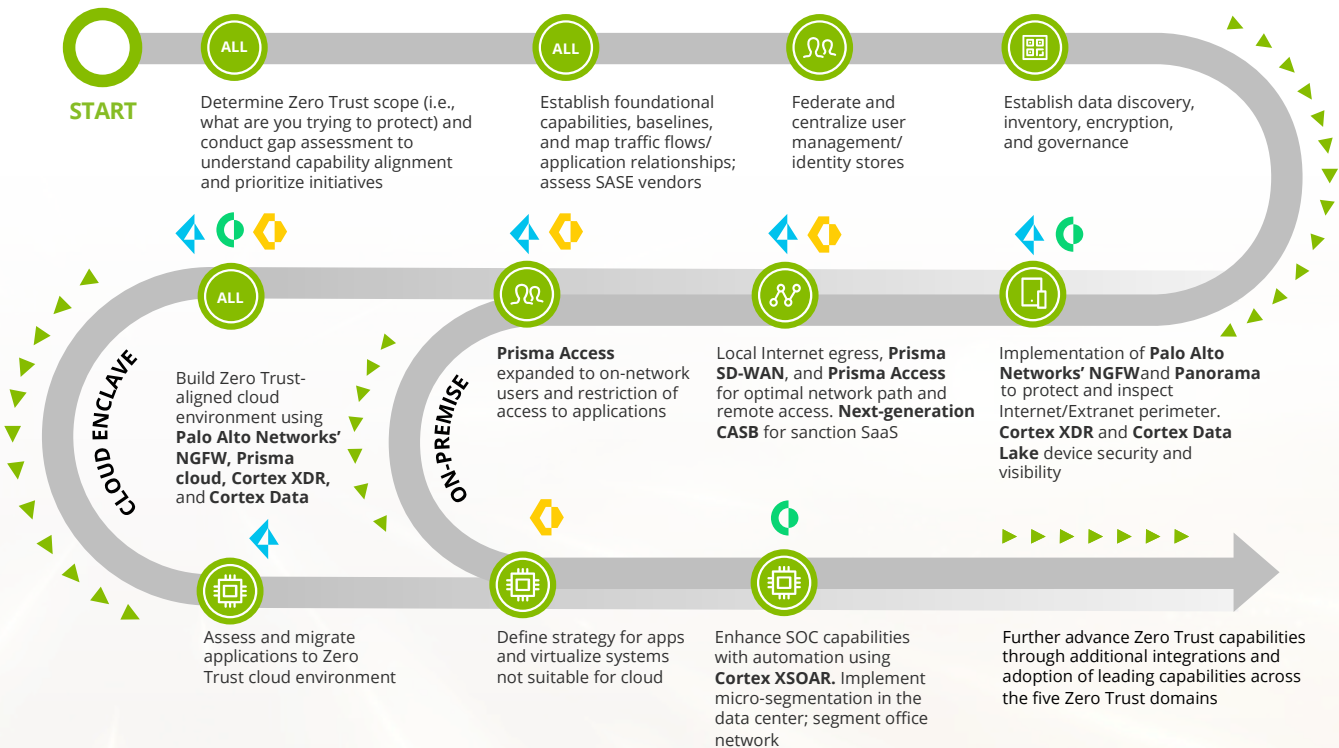 START
ALL
Determine Zero Trust scope (i.e.,
what are you trying to protect) and
conduct gap assessment to
understand capability alignment
and prioritize initiatives
ALL
Establish foundational
capabilities, baselines,
and map traffic flows/
application relationships;
assess SASE vendors
Federate and
centralize user
management/
identity stores
Establish data discovery,
inventory, encryption,
and governance
Implementation of Palo Alto
Networks’ NGFW and Panorama
to protect and inspect
Internet/Extranet perimeter.
Cortex XDR and Cortex Data
Lake device security and
visibility
Local Internet egress, Prisma
SD-WAN, and Prisma Access
for optimal network path and
remote access. Next-generation
CASB for sanction SaaS
Prisma Access
expanded to on-network
users and restriction of
access to applications
ON-PREMISE
ALL
Build Zero Trust-
aligned cloud
environment using
Palo Alto Networks’
NGFW, Prisma
cloud, Cortex XDR,
and Cortex Data
CLOUD ENCLAVE
Assess and migrate
applications to Zero
Trust cloud environment
Define strategy for apps
and virtualize systems
not suitable for cloud
Enhance SOC capabilities
with automation using
Cortex XSOAR. Implement
micro-segmentation in the
data center; segment office
network
Further advance Zero Trust capabilities
through additional integrations and
adoption of leading capabilities across
the five Zero Trust domains